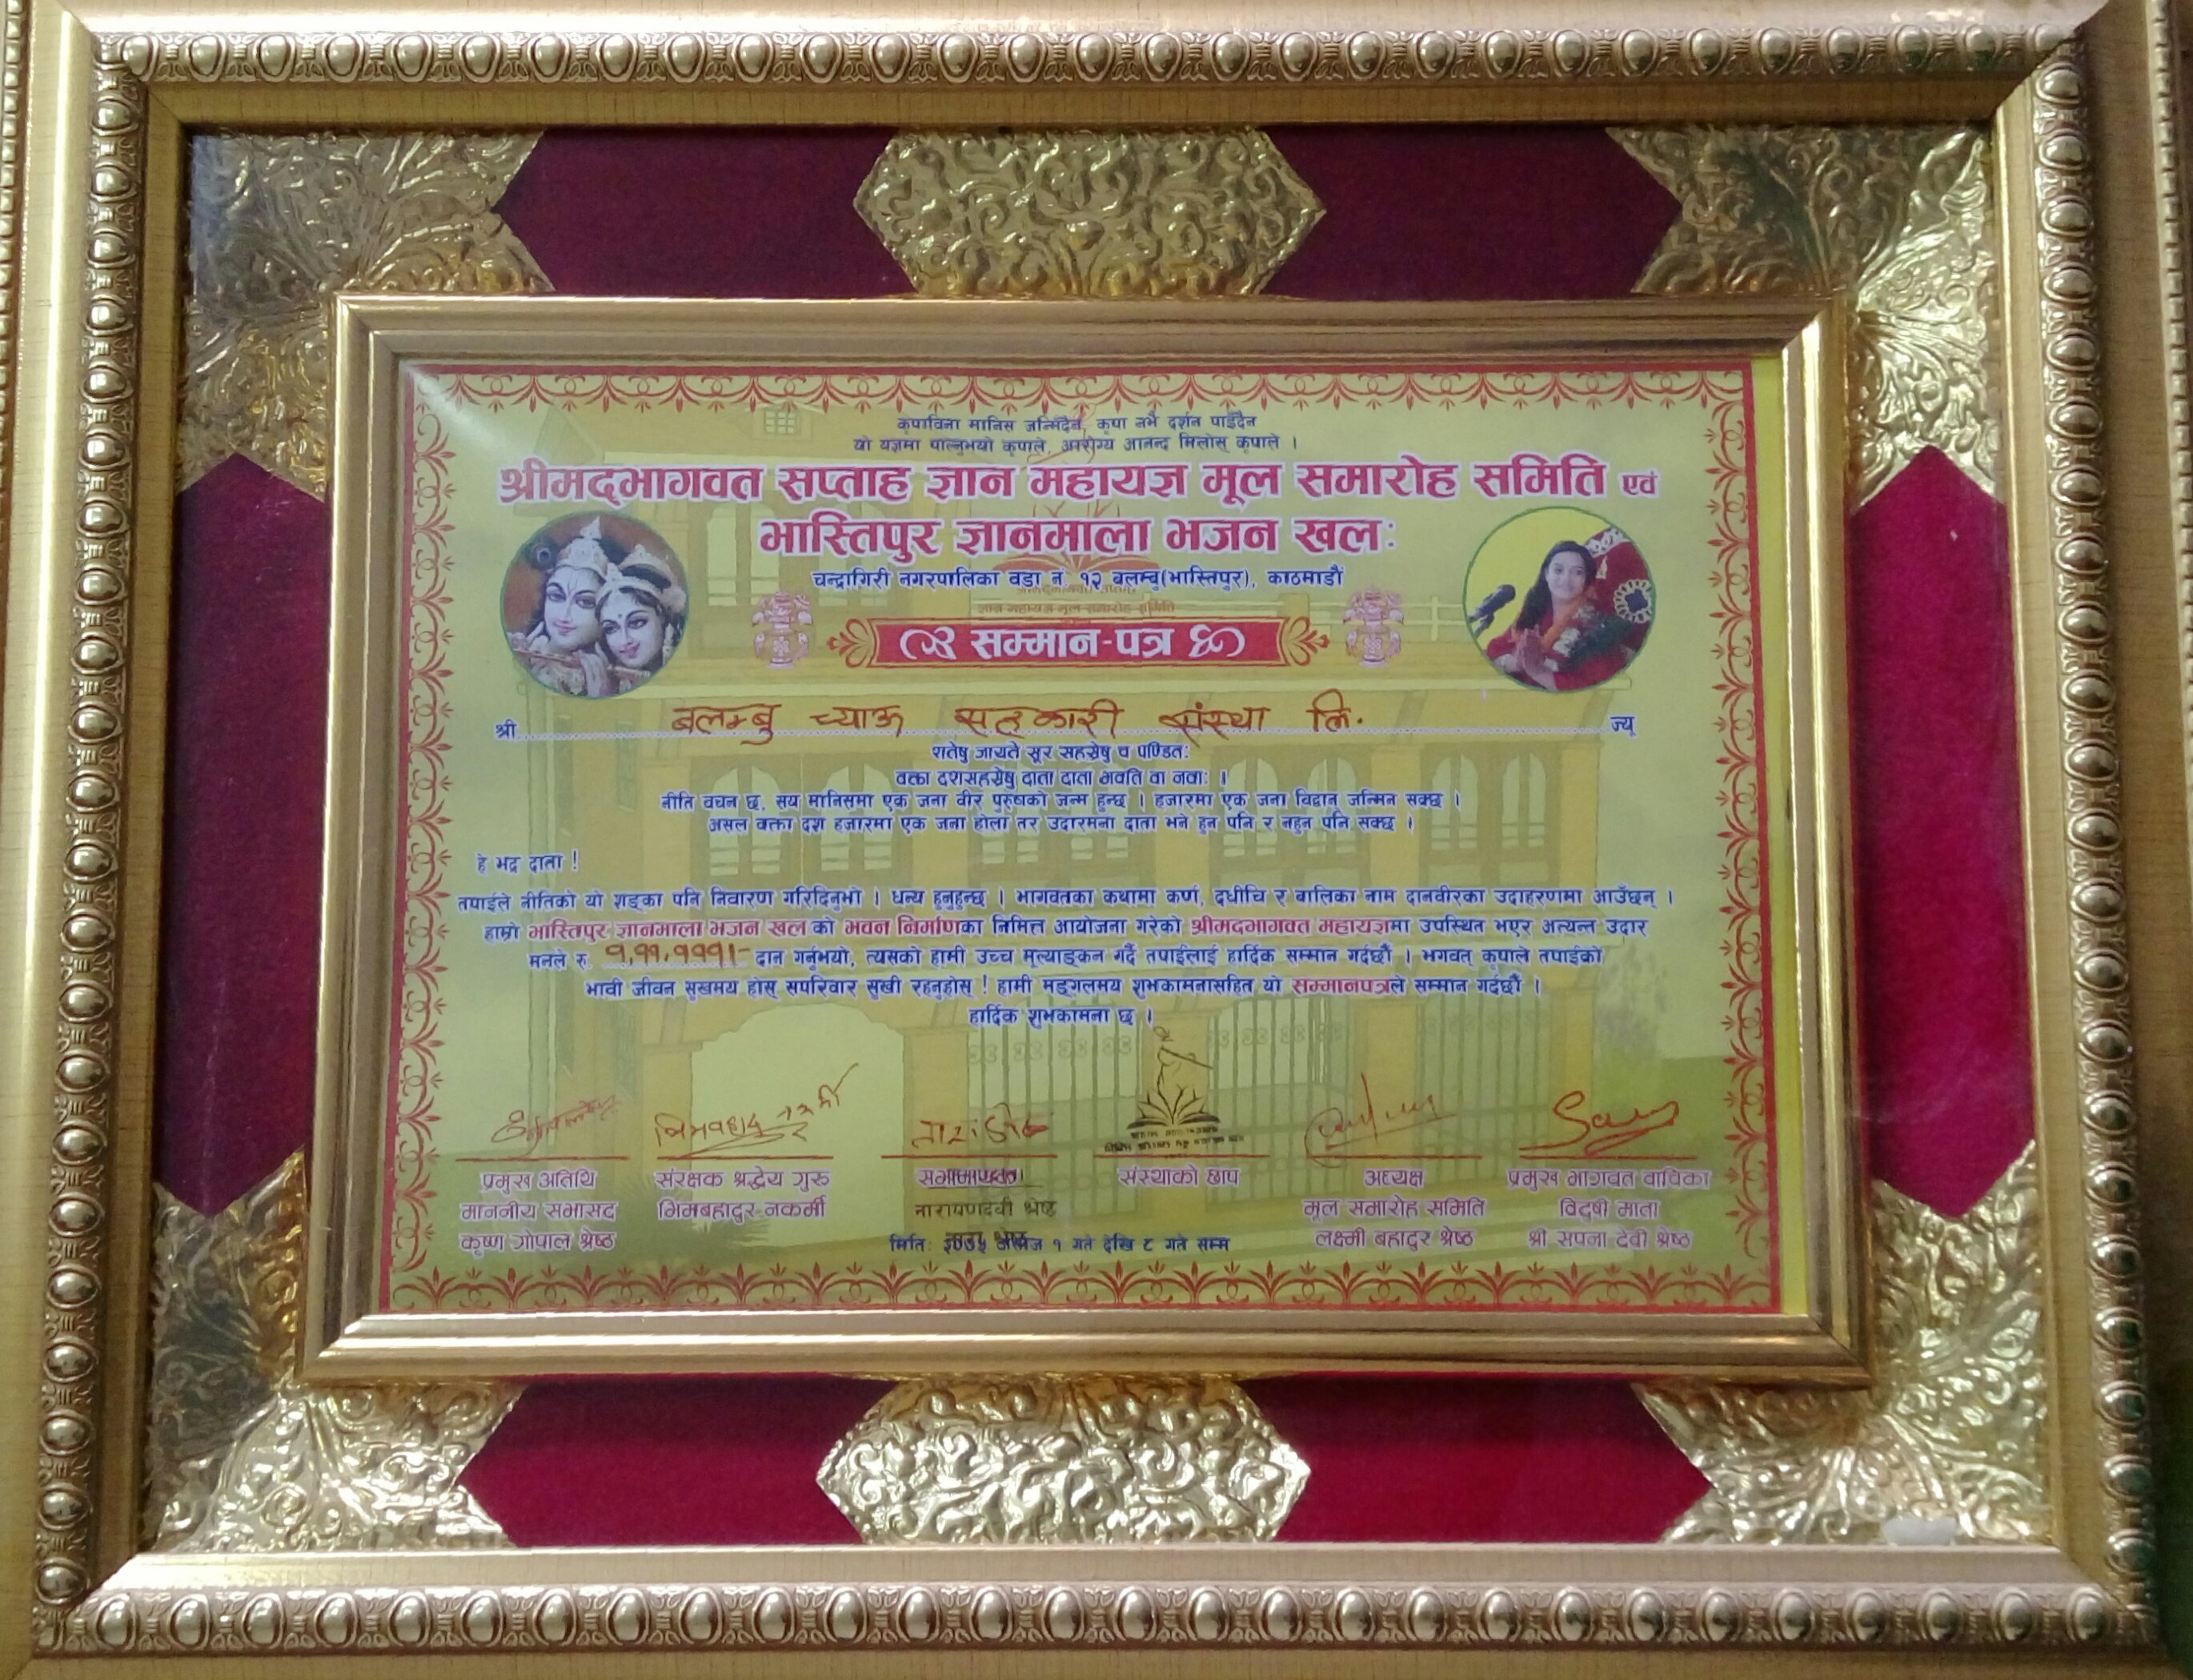 कृपाविना मानिस जन्मिदैन, कृपा नभै दर्शन पाइँदैन
यो यज्ञमा पाल्नुभयो कृपाले, आरोग्य आनन्द मिलोस् कृपाले ।
श्रीमद्भागवत सप्ताह ज्ञान महायज्ञ मूल समारोह समिति एवं
भास्तिपुर ज्ञानमाला भजन खलः
चन्द्रागिरी नगरपालिका वडा नं. १२ बलम्बु(भास्तिपुर), काठमाडौं
ज्ञान महायज्ञ मूल समारोह समिति
सम्मान-पत्र
श्री बलम्बु च्याऊ सहकारी संस्था लि. ज्यू
शतेषु जायते सूर सहस्रेषु च पण्डितः
वक्ता दशसहस्रेषु दाता दाता भवति वा नवाः ।
नीति वचन छ, सय मानिसमा एक जना वीर पुरुषको जन्म हुन्छ । हजारमा एक जना विद्वान् जन्मिन सक्छ ।
असल वक्ता दश हजारमा एक जना होला तर उदारमना दाता भने हुन पनि र नहुन पनि सक्छ ।
हे भद्र दाता !
तपाईले नीतिको यो शङ्का पनि निवारण गरिदिनुभो । धन्य हुनुहुन्छ । भागवतका कथामा कर्ण, दधीचि र बालिका नाम दानवीरका उदाहरणमा आउँछन् ।
हाम्रो भास्तिपुर ज्ञानमाला भजन खल को भवन निर्माणका निमित्त आयोजना गरेको श्रीमदभागवत महायज्ञमा उपस्थित भएर अत्यन्त उदार
मनले रु. १,११,१११।- दान गर्नुभयो, त्यसको हामी उच्च मूल्याङ्कन गर्दै तपाईलाई हार्दिक सम्मान गर्दछौं । भगवत् कृपाले तपाईको
भावी जीवन सुखमय होस् सपरिवार सुखी रहनुहोस् ! हामी मङ्गलमय शुभकामनासहित यो सम्मानपत्रले सम्मान गर्दछौं ।
हार्दिक शुभकामना छ ।
प्रमुख अतिथि
माननीय सभासद
कृष्ण गोपाल श्रेष्ठ
संरक्षक श्रद्धेय गुरु
भिमबहादुर नकर्मी
नारायणदेवी श्रेष्ठ
संस्थाको छाप
अध्यक्ष
मूल समारोह समिति
लक्ष्मी बहादुर श्रेष्ठ
प्रमुख भागवत वाचिका
विदुषी माता
श्री सपना देवी श्रेष्ठ
मितिः १ गते देखि ८ गते सम्म